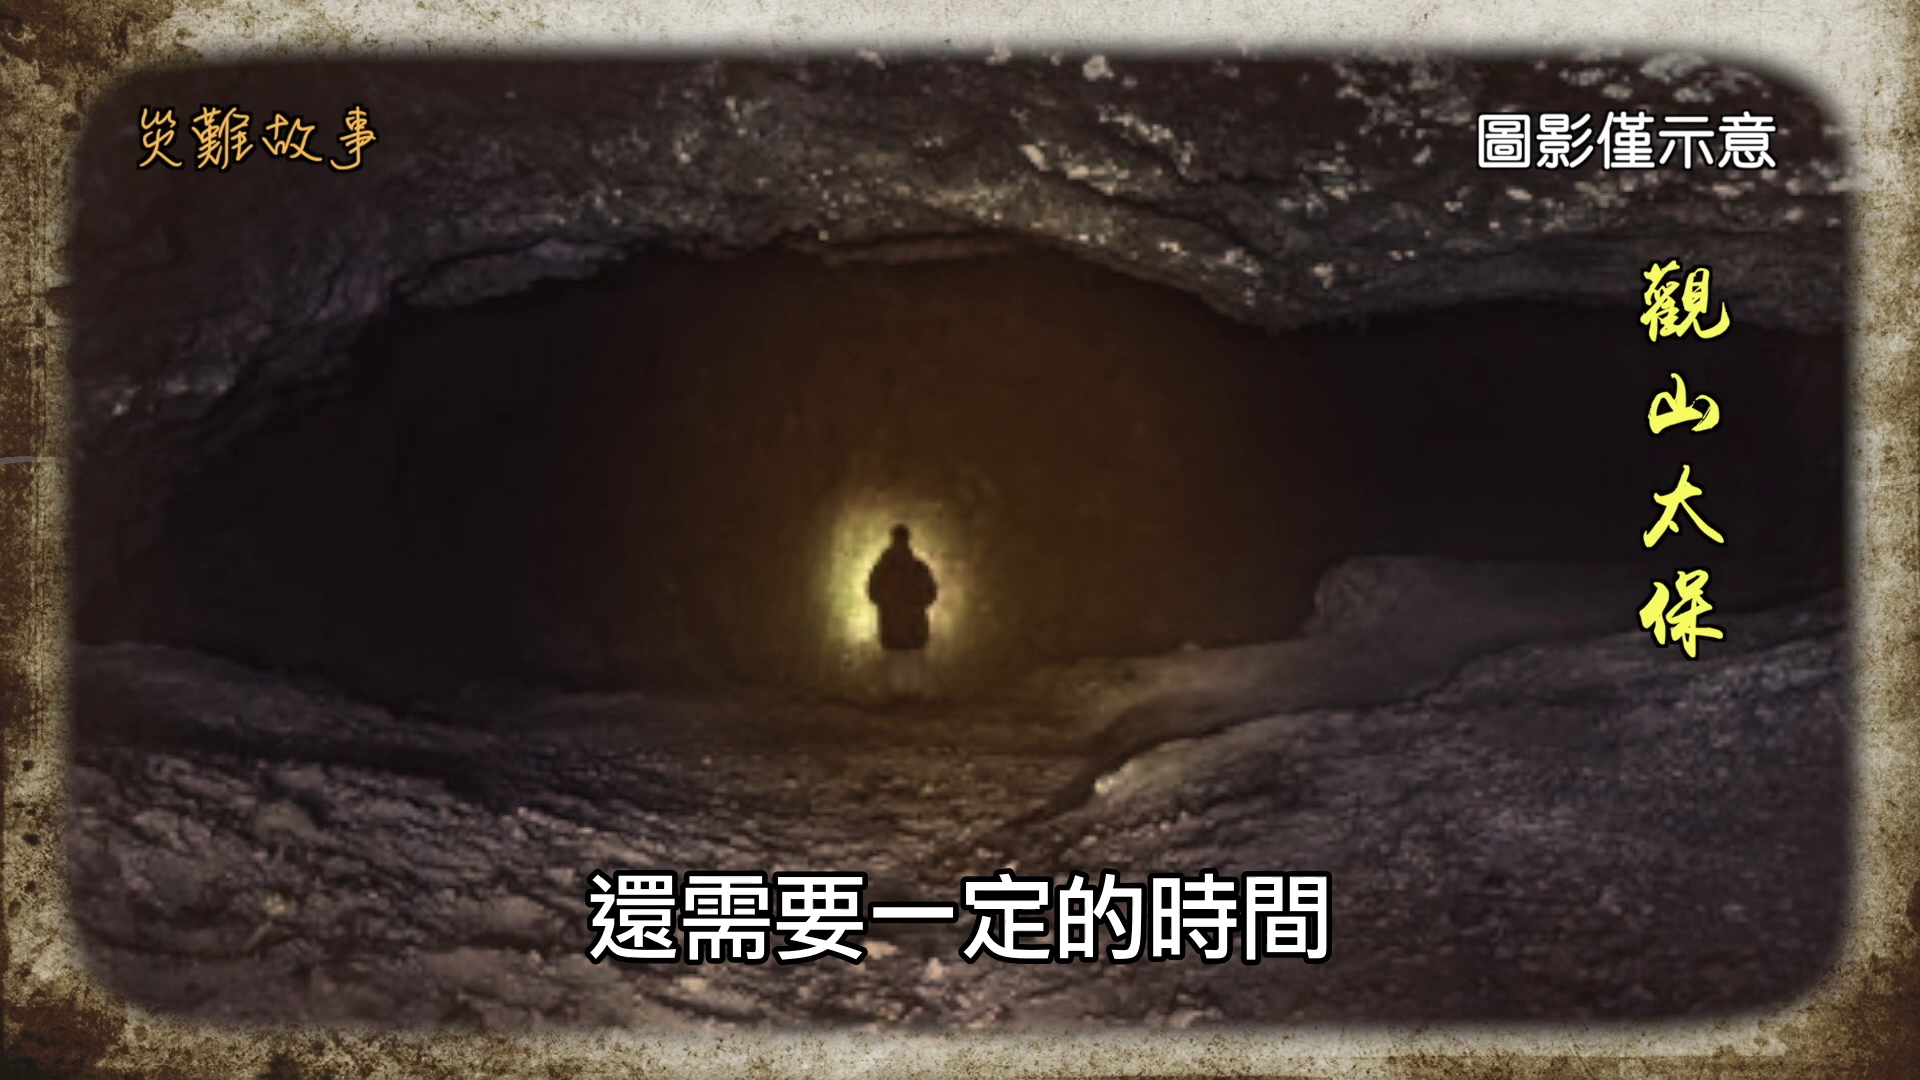 災難故事
圖影僅示意
觀山太保
還需要一定的時間